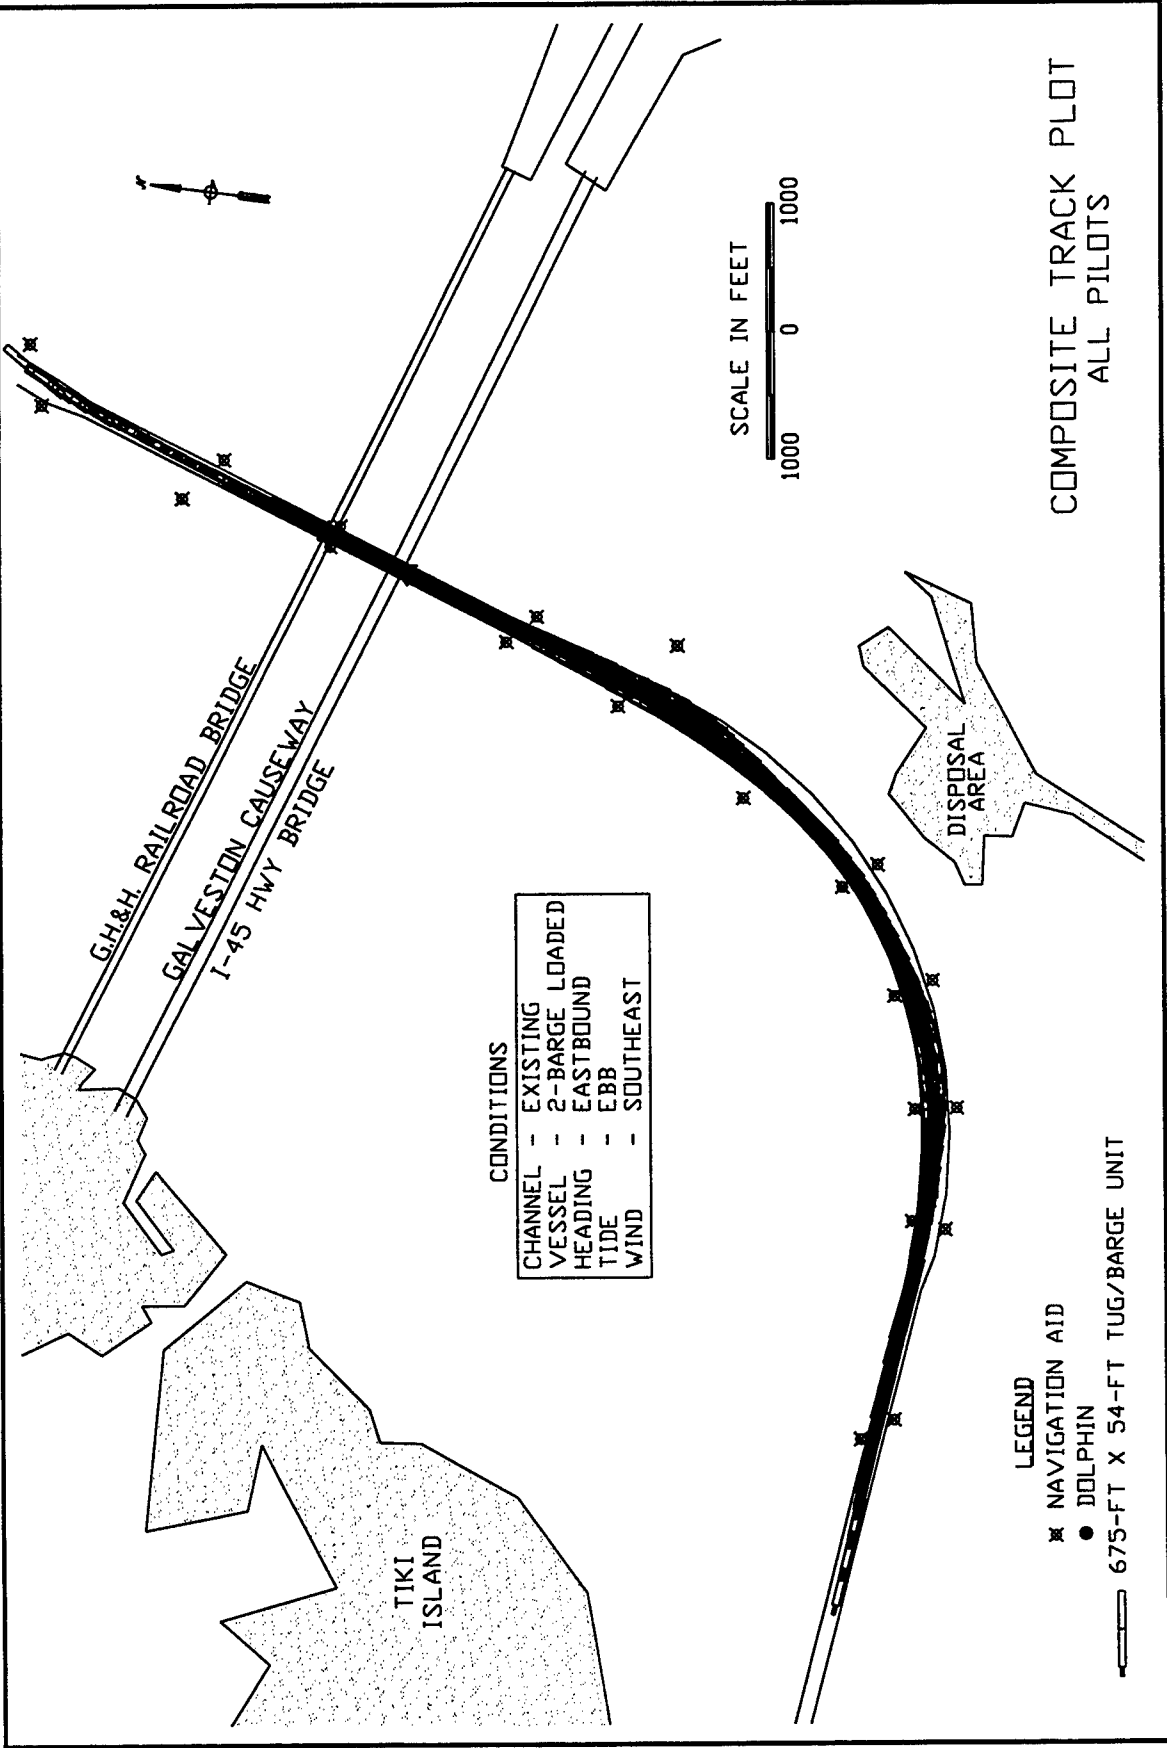 N
G.H.&H. RAILROAD BRIDGE
GALVESTON CAUSEWAY
I-45 HWY BRIDGE
TIKI
ISLAND
CONDITIONS
CHANNEL - EXISTING
VESSEL - 2-BARGE LOADED
HEADING - EASTBOUND
TIDE - EBB
WIND - SOUTHEAST
SCALE IN FEET
1000 0 1000
DISPOSAL
AREA
LEGEND
NAVIGATION AID
DOLPHIN
675-FT X 54-FT TUG/BARGE UNIT
COMPOSITE TRACK PLOT
ALL PILOTS